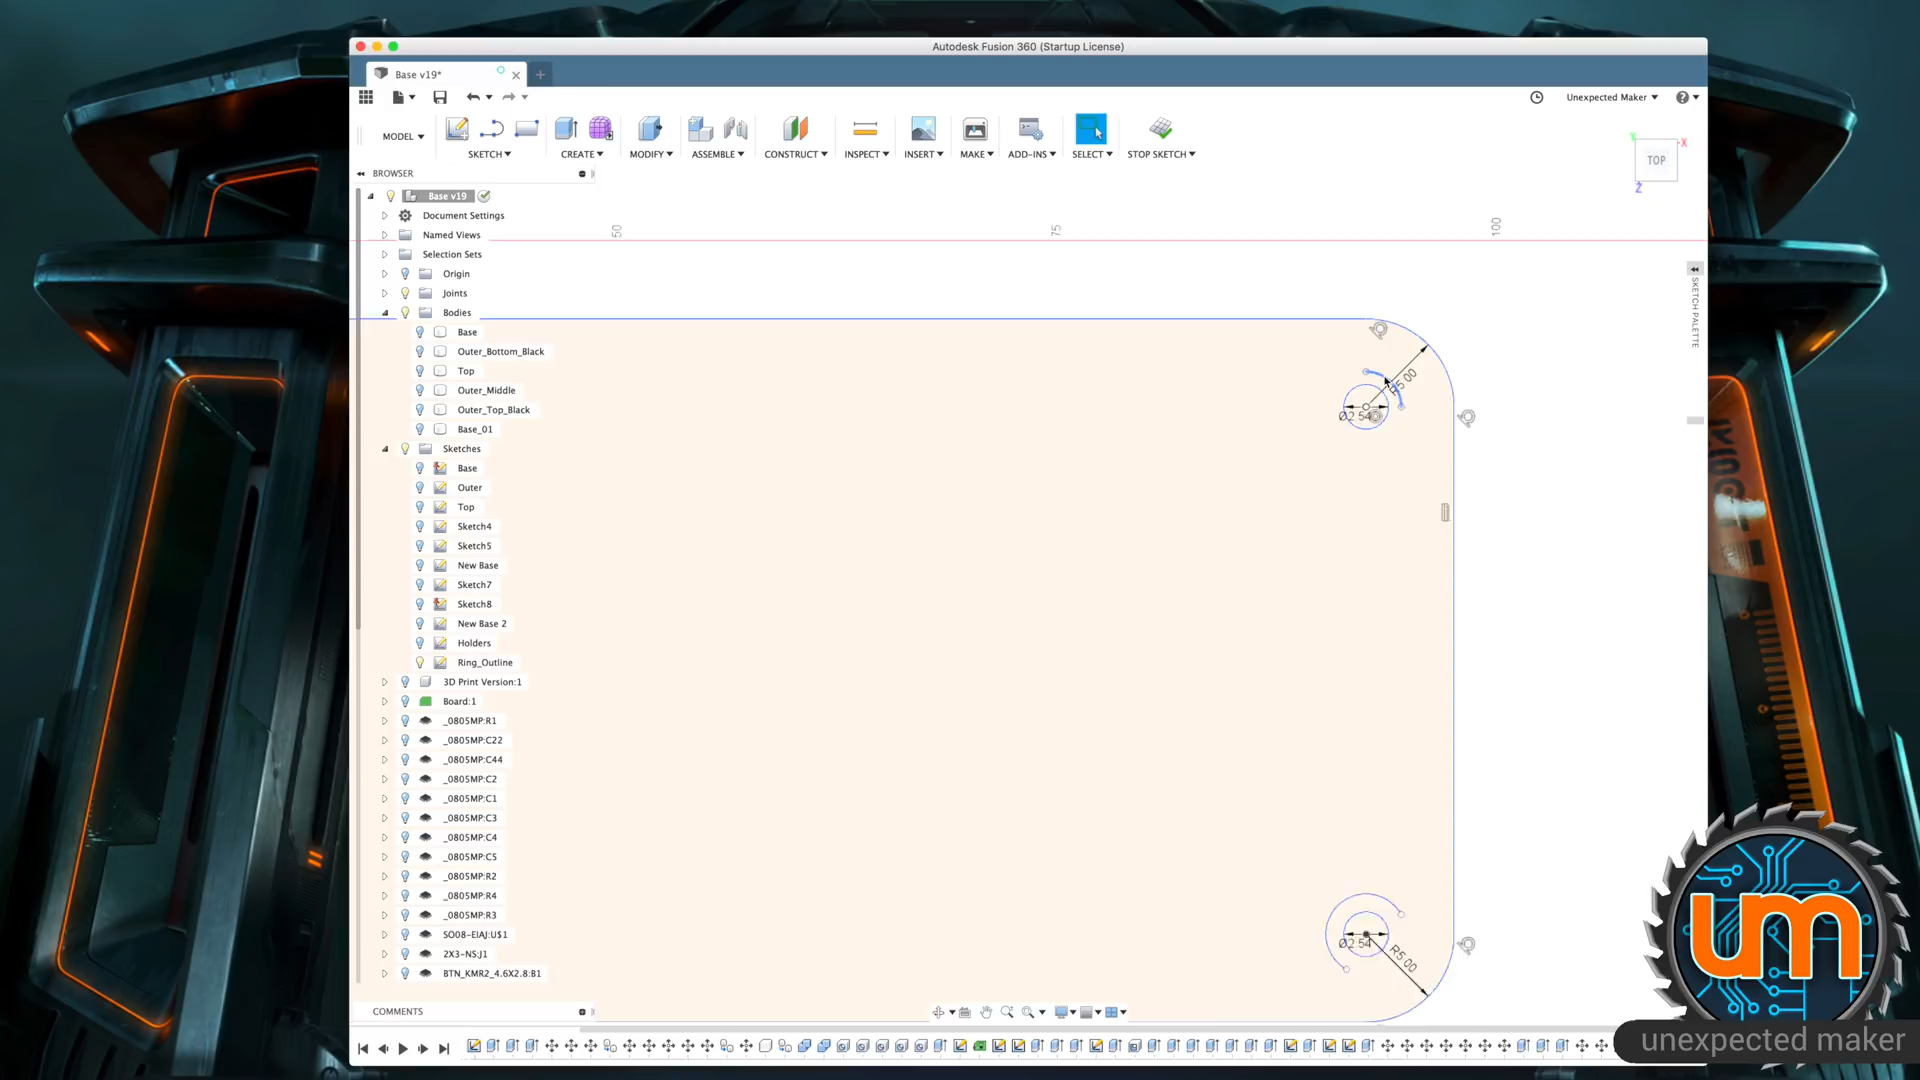 Autodesk Fusion 360 (Startup License)
Base v19*
Unexpected Maker
MODEL
SKETCH
CREATE
MODIFY
ASSEMBLE
CONSTRUCT
INSPECT
INSERT
MAKE
ADD-INS
SELECT
STOP SKETCH
TOP
X
Y
Z
BROWSER
Base v19
Document Settings
Named Views
Selection Sets
Origin
Joints
Bodies
Base
Outer_Bottom_Black
Top
Outer_Middle
Outer_Top_Black
Base_01
Sketches
Base
Outer
Top
Sketch4
Sketch5
New Base
Sketch7
Sketch8
New Base 2
Holders
Ring_Outline
3D Print Version:1
Board:1
_0805MP:R1
_0805MP:C22
_0805MP:C44
_0805MP:C2
_0805MP:C1
_0805MP:C3
_0805MP:C4
_0805MP:C5
_0805MP:R2
_0805MP:R4
_0805MP:R3
SO08-EIAJ:U$1
2X3-NS:J1
BTN_KMR2_4.6X2.8:B1
50
75
100
SKETCH PALETTE
R5.00
Ø2.54
Ø2.54
R5.00
COMMENTS
um
unexpected maker